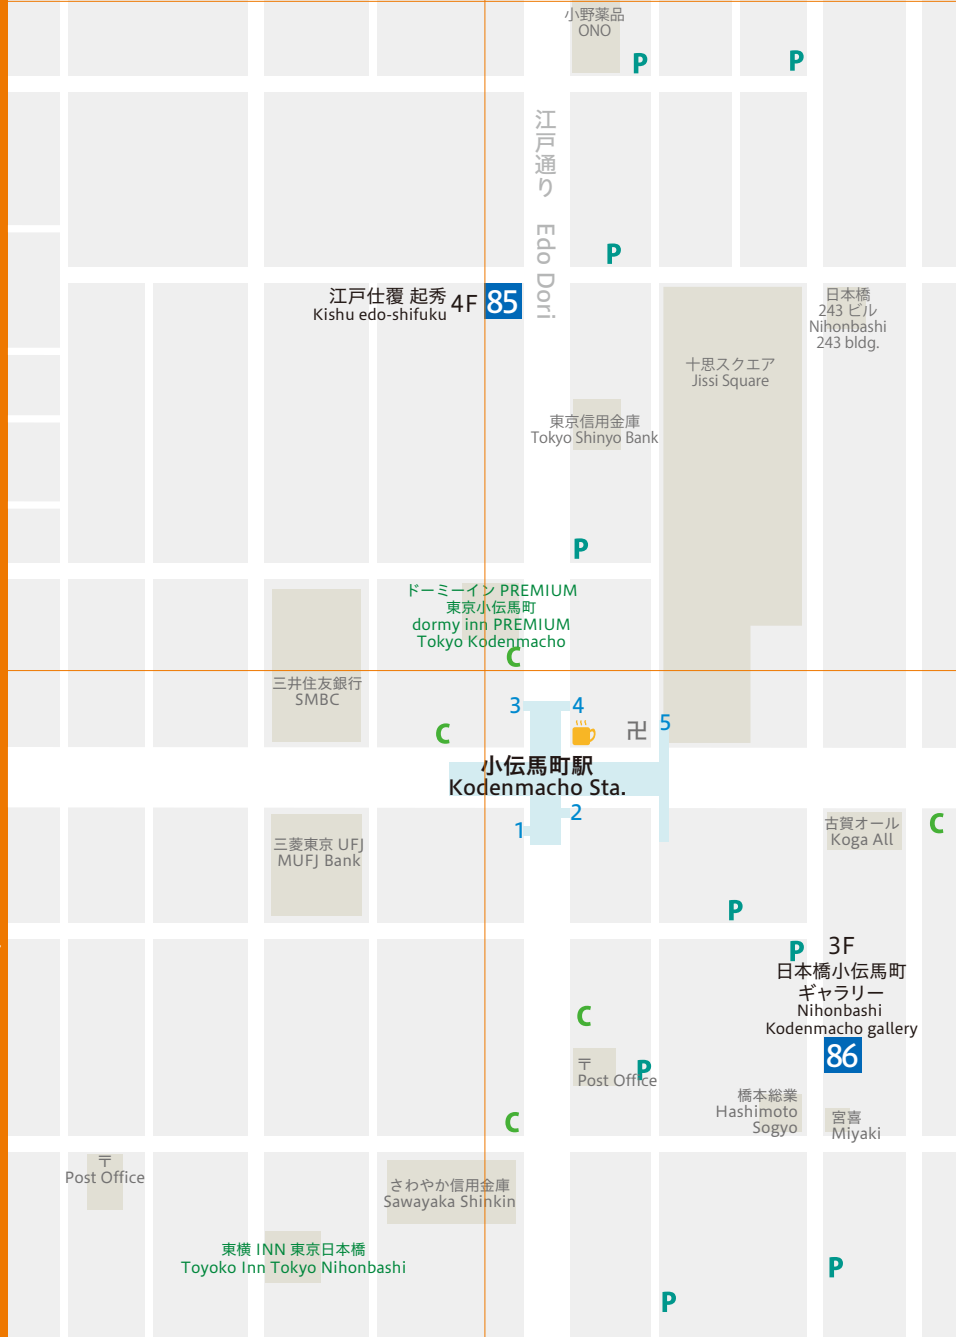 小野薬品
ONO
P
P
江戸通り Edo Dori
P
江戸仕覆 起秀
Kishu edo-shifuku
4F
85
日本橋
243 ビル
Nihonbashi
243 bldg.
十思スクエア
Jissi Square
東京信用金庫
Tokyo Shinyo Bank
P
ドーミーイン PREMIUM
東京小伝馬町
dormy inn PREMIUM
Tokyo Kodenmacho
C
三井住友銀行
SMBC
3
4
C
卍
5
小伝馬町駅
Kodenmacho Sta.
1
2
三菱東京 UFJ
MUFJ Bank
古賀オール
Koga All
C
P
P
3F
日本橋小伝馬町
ギャラリー
Nihonbashi
Kodenmacho gallery
86
C
〒
Post Office
P
橋本総業
Hashimoto
Sogyo
宮喜
Miyaki
C
〒
Post Office
さわやか信用金庫
Sawayaka Shinkin
東横 INN 東京日本橋
Toyoko Inn Tokyo Nihonbashi
P
P